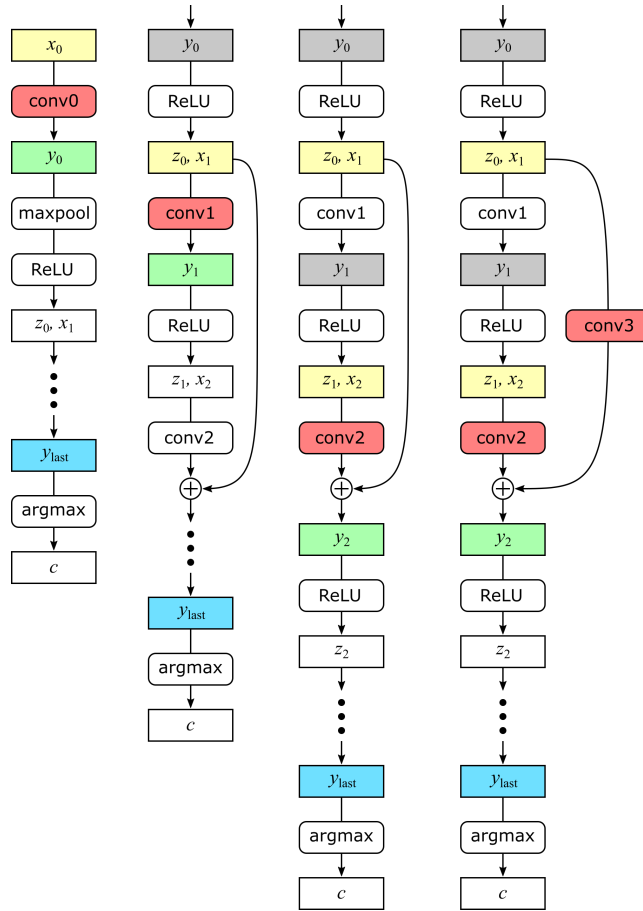 x0
conv0
y0
maxpool
ReLU
z0, x1
ylast
argmax
c
y0
ReLU
z0, x1
conv1
y1
ReLU
z1, x2
conv2
+
ylast
argmax
c
y0
ReLU
z0, x1
conv1
y1
ReLU
z1, x2
conv2
+
y2
ReLU
z2
ylast
argmax
c
y0
ReLU
z0, x1
conv1
y1
ReLU
conv3
z1, x2
conv2
+
y2
ReLU
z2
ylast
argmax
c